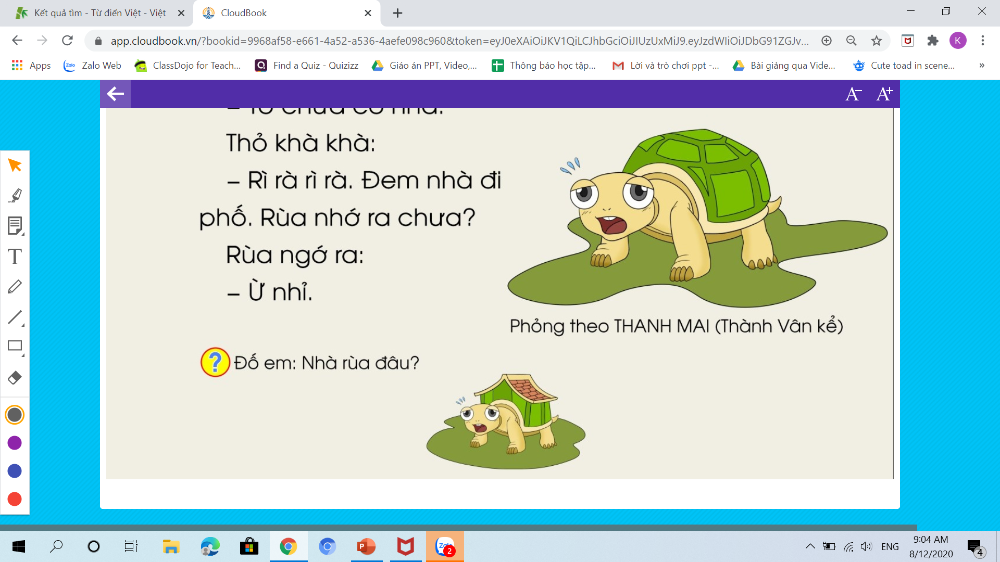 Kết quả tìm - Từ điển Việt - Việt
CloudBook
app.cloudbook.vn/?bookid=9968af58-e661-4a52-a536-4aefe098c960&token=eyJ0eXAiOiJKV1QiLCJhbGciOiJIUzUxMiJ9.eyJzdWIiOiJDbG91ZGJv...
K
Apps
Zalo Web
ClassDojo for Teach...
Find a Quiz - Quizizz
Giáo án PPT, Video,...
Thông báo học tập...
Lời và trò chơi ppt -...
Bài giảng qua Vide...
Cute toad in scene...
»
A- A+
Thỏ khà khà:
– Rì rà rì rà. Đem nhà đi
phố. Rùa nhớ ra chưa?
Rùa ngớ ra:
– Ừ nhỉ.
Phỏng theo THANH MAI (Thành Vân kể)
? Đố em: Nhà rùa đâu?
T
P
Zalo
2
ENG
9:04 AM
8/12/2020
4